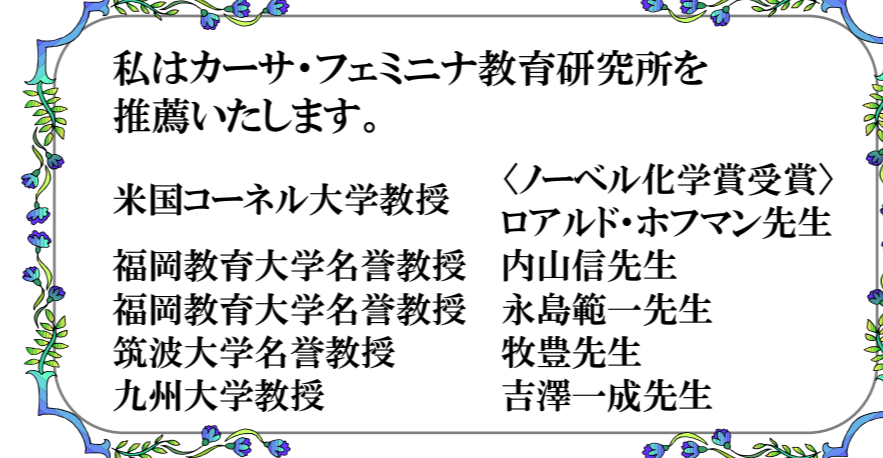 私はカーサ・フェミニナ教育研究所を
推薦いたします。
米国コーネル大学教授 〈ノーベル化学賞受賞〉
ロアルド・ホフマン先生
福岡教育大学名誉教授 内山信先生
福岡教育大学名誉教授 永島範一先生
筑波大学名誉教授 牧豊先生
九州大学教授 吉澤一成先生